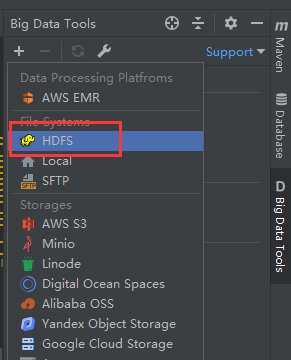 Big Data Tools
Support
Data Processing Platfroms
AWS EMR
File Systems
HDFS
Local
SFTP
Storages
AWS S3
Minio
Linode
Digital Ocean Spaces
Alibaba OSS
Yandex Object Storage
Google Cloud Storage
Maven
Database
D
Big Data Tools